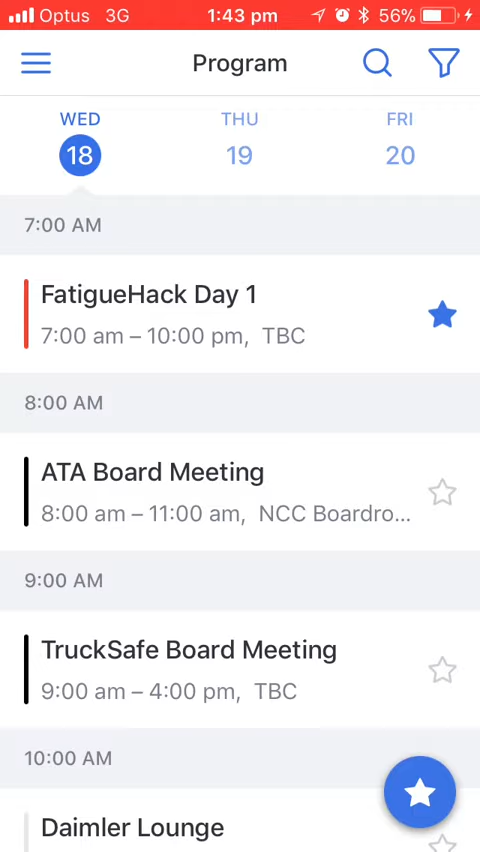 Optus 3G 1:43 pm 56%
Program
WED THU FRI
18 19 20
7:00 AM
FatigueHack Day 1
7:00 am – 10:00 pm, TBC
8:00 AM
ATA Board Meeting
8:00 am – 11:00 am, NCC Boardro...
9:00 AM
TruckSafe Board Meeting
9:00 am – 4:00 pm, TBC
10:00 AM
Daimler Lounge